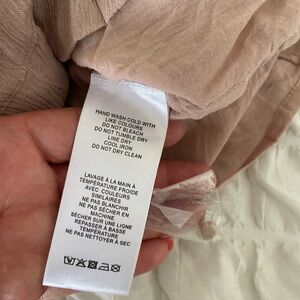 HAND WASH COLD WITH
LIKE COLOURS
DO NOT BLEACH
DO NOT TUMBLE DRY
LINE DRY
COOL IRON
DO NOT DRY CLEAN
LAVAGE À LA MAIN À
TEMPÉRATURE FROIDE
AVEC COULEURS
SIMILAIRES
NE PAS BLANCHIR
NE PAS SÉCHER EN
MACHINE
SÉCHER SUR UNE LIGNE
REPASSER À BASSE
TEMPÉRATURE
NE PAS NETTOYER À SEC